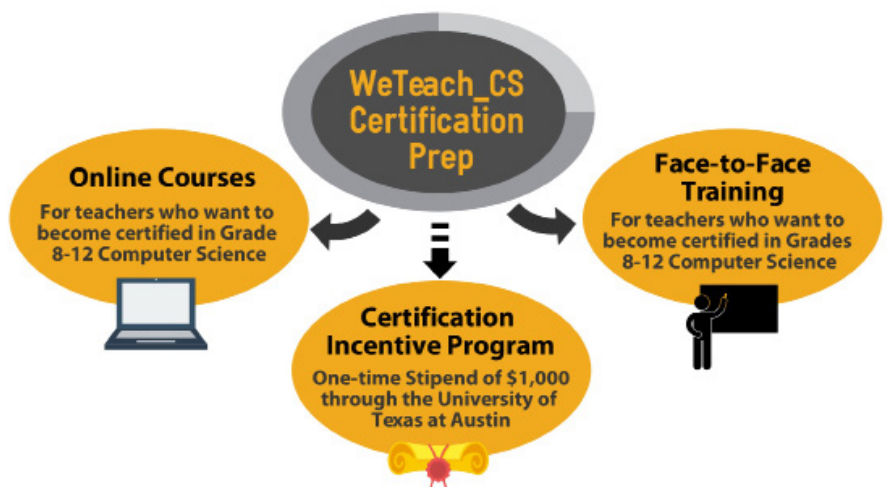 WeTeach_CS
Certification
Prep
Online Courses
For teachers who want to
become certified in Grade
8-12 Computer Science
Face-to-Face
Training
For teachers who want to
become certified in Grades
8-12 Computer Science
Certification
Incentive Program
One-time Stipend of $1,000
through the University of
Texas at Austin